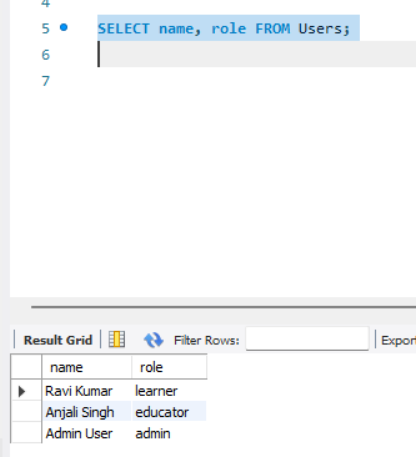 4
5 SELECT name, role FROM Users;
6
7
Result Grid Filter Rows: Export
name role
Ravi Kumar learner
Anjali Singh educator
Admin User admin